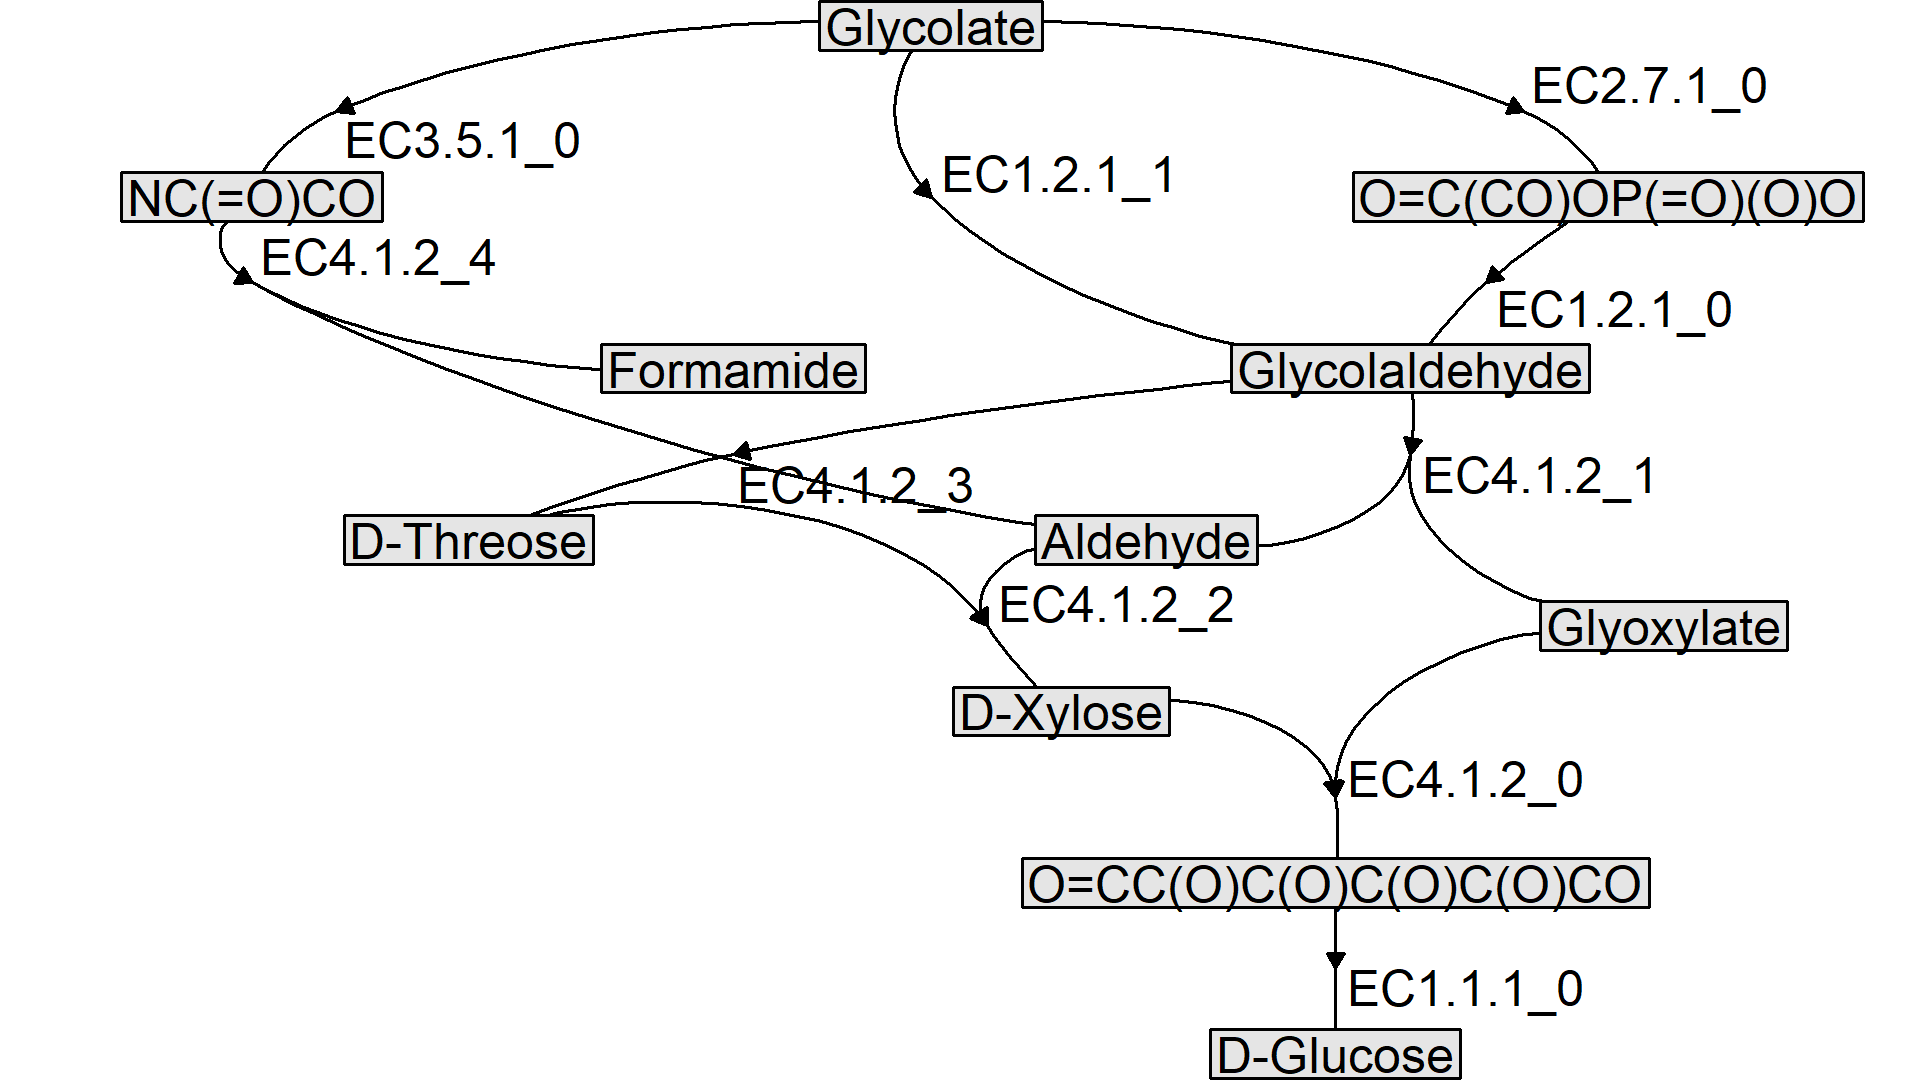 Glycolate
EC2.7.1_0
EC3.5.1_0
EC1.2.1_1
NC(=O)CO
O=C(CO)OP(=O)(O)O
EC4.1.2_4
EC1.2.1_0
Formamide
Glycolaldehyde
EC4.1.2_3
EC4.1.2_1
D-Threose
Aldehyde
EC4.1.2_2
Glyoxylate
D-Xylose
EC4.1.2_0
O=CC(O)C(O)C(O)C(O)CO
EC1.1.1_0
D-Glucose